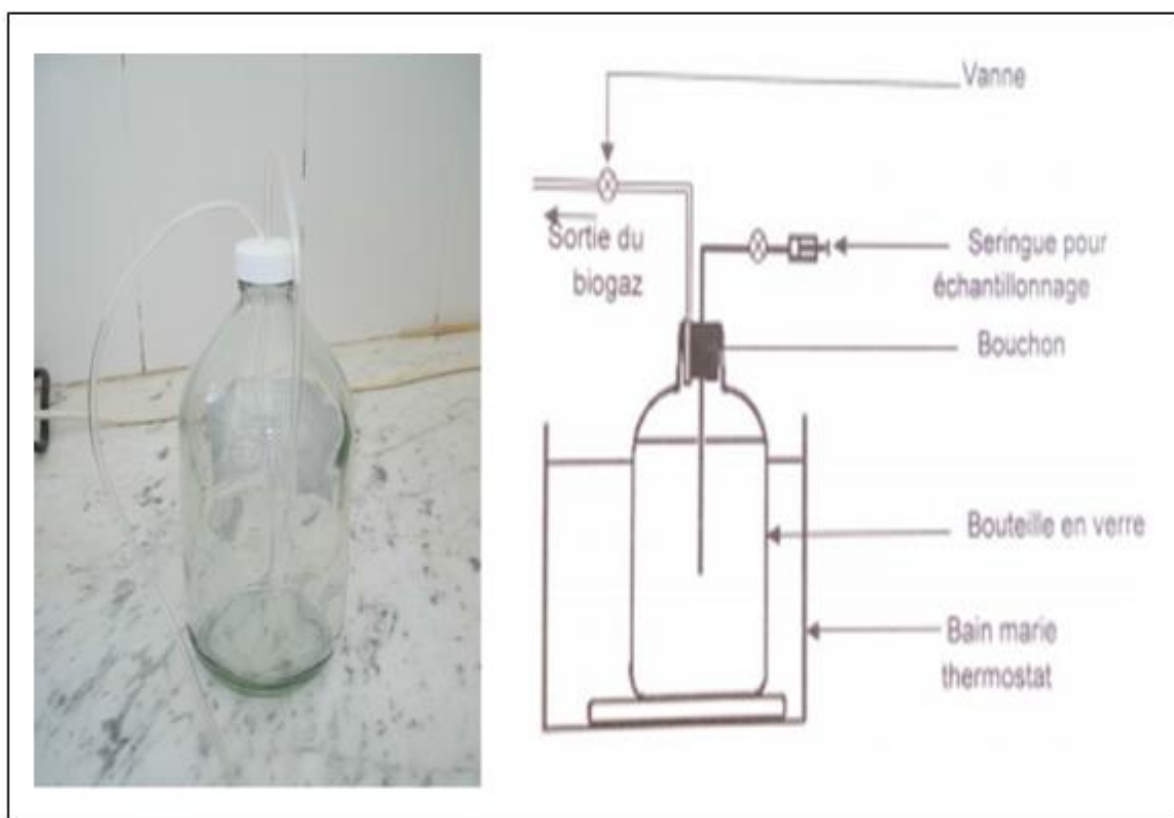 Vanne
Sortie du
biogaz
Seringue pour
échantillonnage
Bouchon
Bouteille en verre
Bain marie
thermostat